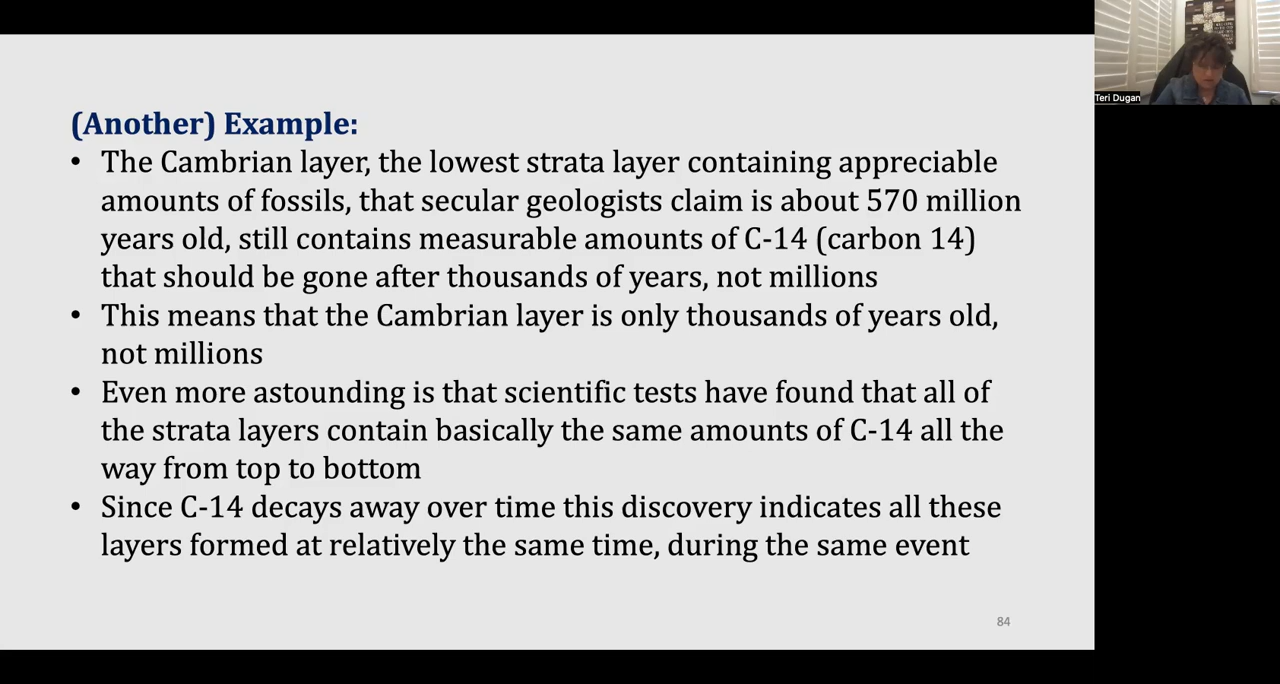 (Another) Example:
• The Cambrian layer, the lowest strata layer containing appreciable
amounts of fossils, that secular geologists claim is about 570 million
years old, still contains measurable amounts of C-14 (carbon 14)
that should be gone after thousands of years, not millions
• This means that the Cambrian layer is only thousands of years old,
not millions
• Even more astounding is that scientific tests have found that all of
the strata layers contain basically the same amounts of C-14 all the
way from top to bottom
• Since C-14 decays away over time this discovery indicates all these
layers formed at relatively the same time, during the same event
84
Teri Dugan